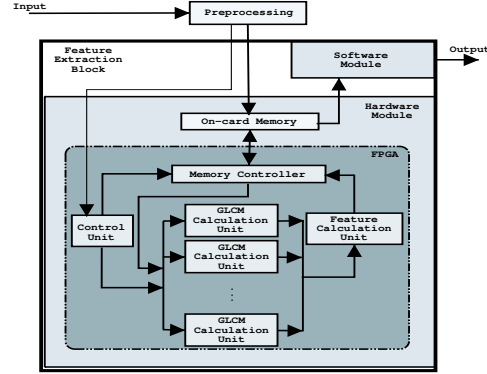 Input
Preprocessing
Feature
Extraction
Block
Software
Module
Output
Hardware
Module
On-card Memory
FPGA
Memory Controller
Control
Unit
GLCM
Calculation
Unit
GLCM
Calculation
Unit
Feature
Calculation
Unit
GLCM
Calculation
Unit